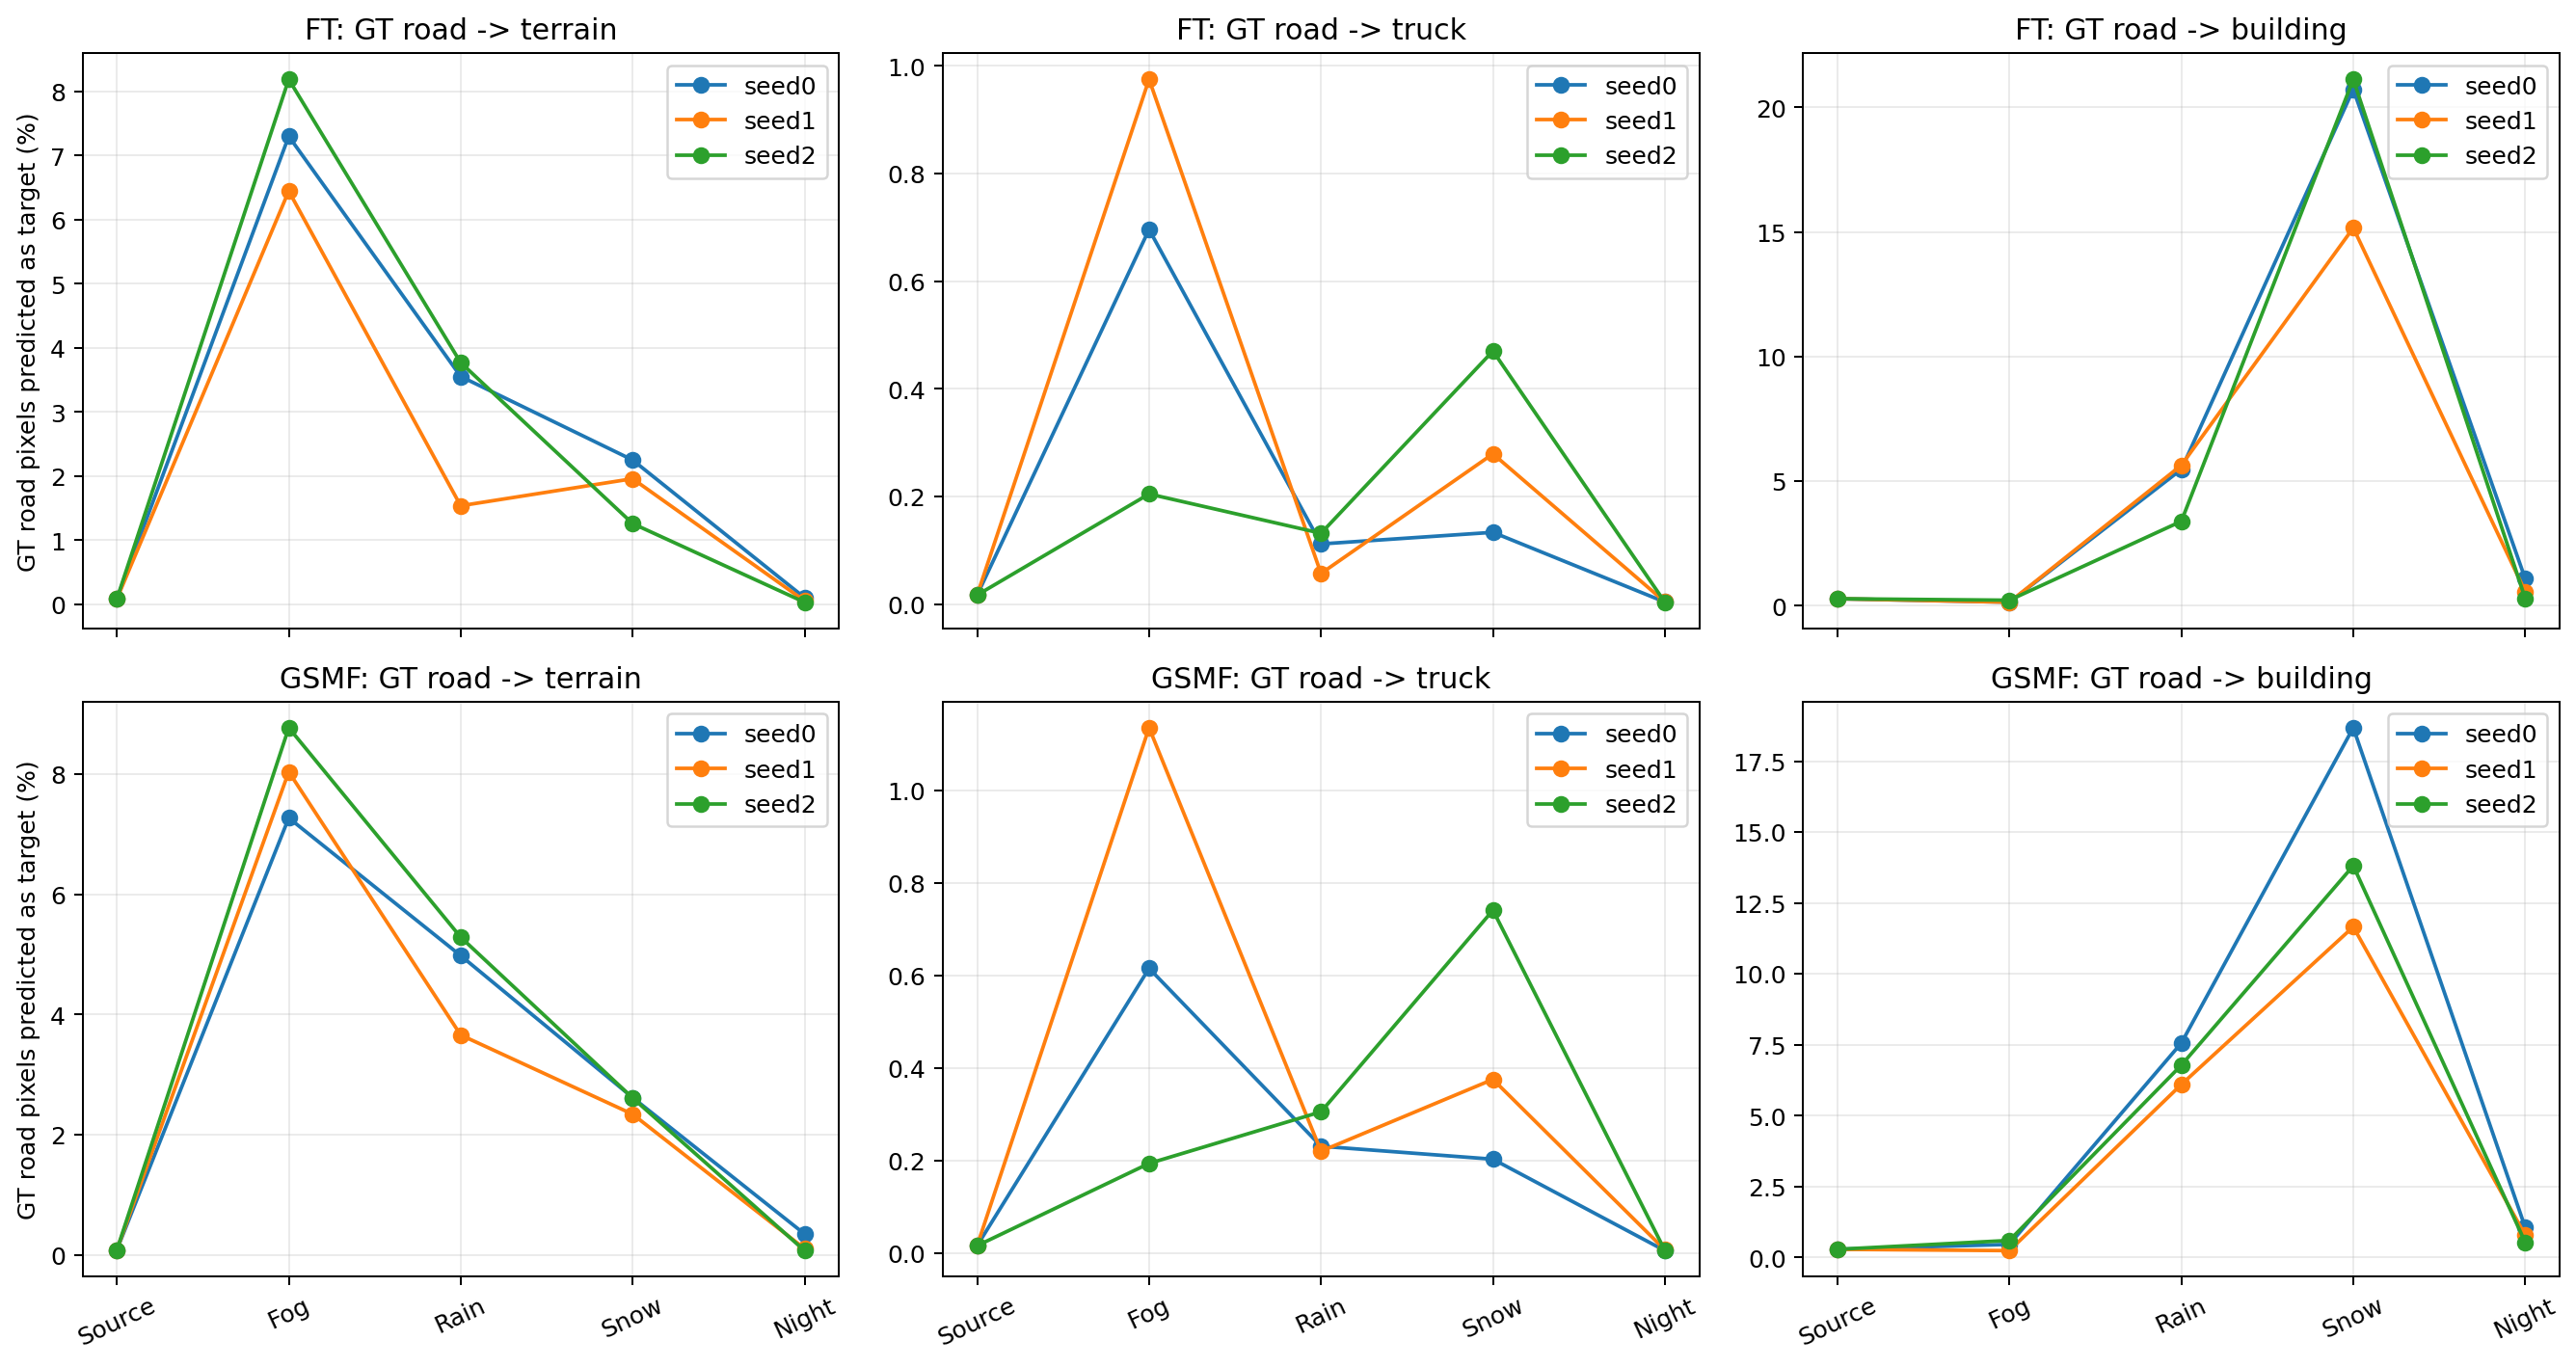 FT: GT road -> terrain
GT road pixels predicted as target (%)
8
7
6
5
4
3
2
1
0
seed0
seed1
seed2
FT: GT road -> truck
1.0
0.8
0.6
0.4
0.2
0.0
seed0
seed1
seed2
FT: GT road -> building
20
15
10
5
0
seed0
seed1
seed2
GSMF: GT road -> terrain
GT road pixels predicted as target (%)
8
6
4
2
0
seed0
seed1
seed2
Source
Fog
Rain
Snow
Night
GSMF: GT road -> truck
1.0
0.8
0.6
0.4
0.2
0.0
seed0
seed1
seed2
Source
Fog
Rain
Snow
Night
GSMF: GT road -> building
17.5
15.0
12.5
10.0
7.5
5.0
2.5
0.0
seed0
seed1
seed2
Source
Fog
Rain
Snow
Night